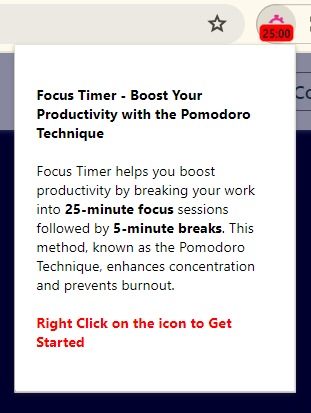 25:00
Co
Focus Timer - Boost Your
Productivity with the Pomodoro
Technique
Focus Timer helps you boost
productivity by breaking your work
into 25-minute focus sessions
followed by 5-minute breaks. This
method, known as the Pomodoro
Technique, enhances concentration
and prevents burnout.
Right Click on the icon to Get
Started